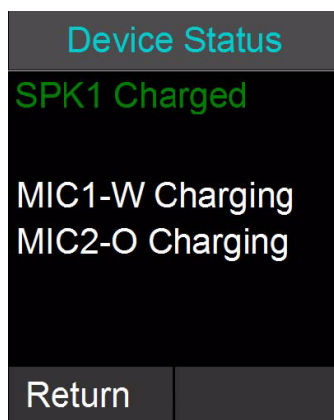 Device Status
SPK1 Charged
MIC1-W Charging
MIC2-O Charging
Return